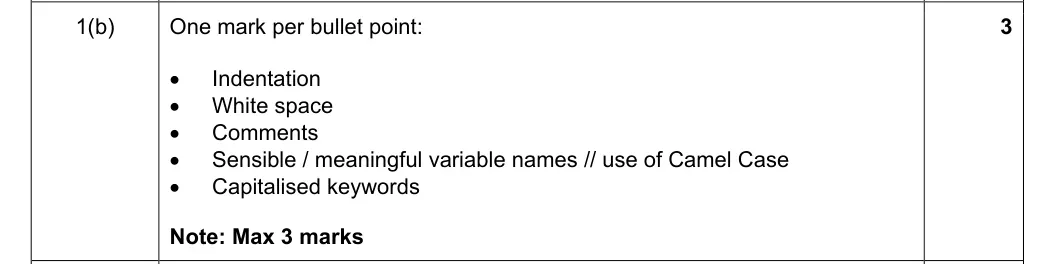 1(b) One mark per bullet point: 3
• Indentation
• White space
• Comments
• Sensible / meaningful variable names // use of Camel Case
• Capitalised keywords
Note: Max 3 marks